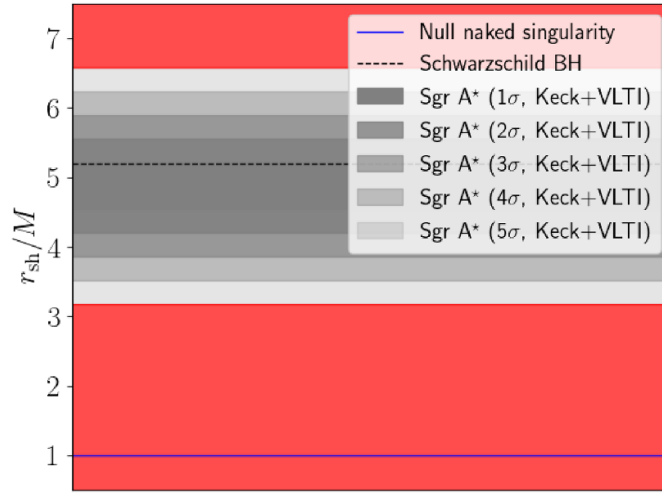 7
6
5
4
3
2
1
r_sh/M
Null naked singularity
Schwarzschild BH
Sgr A⋆ (1σ, Keck+VLTI)
Sgr A⋆ (2σ, Keck+VLTI)
Sgr A⋆ (3σ, Keck+VLTI)
Sgr A⋆ (4σ, Keck+VLTI)
Sgr A⋆ (5σ, Keck+VLTI)